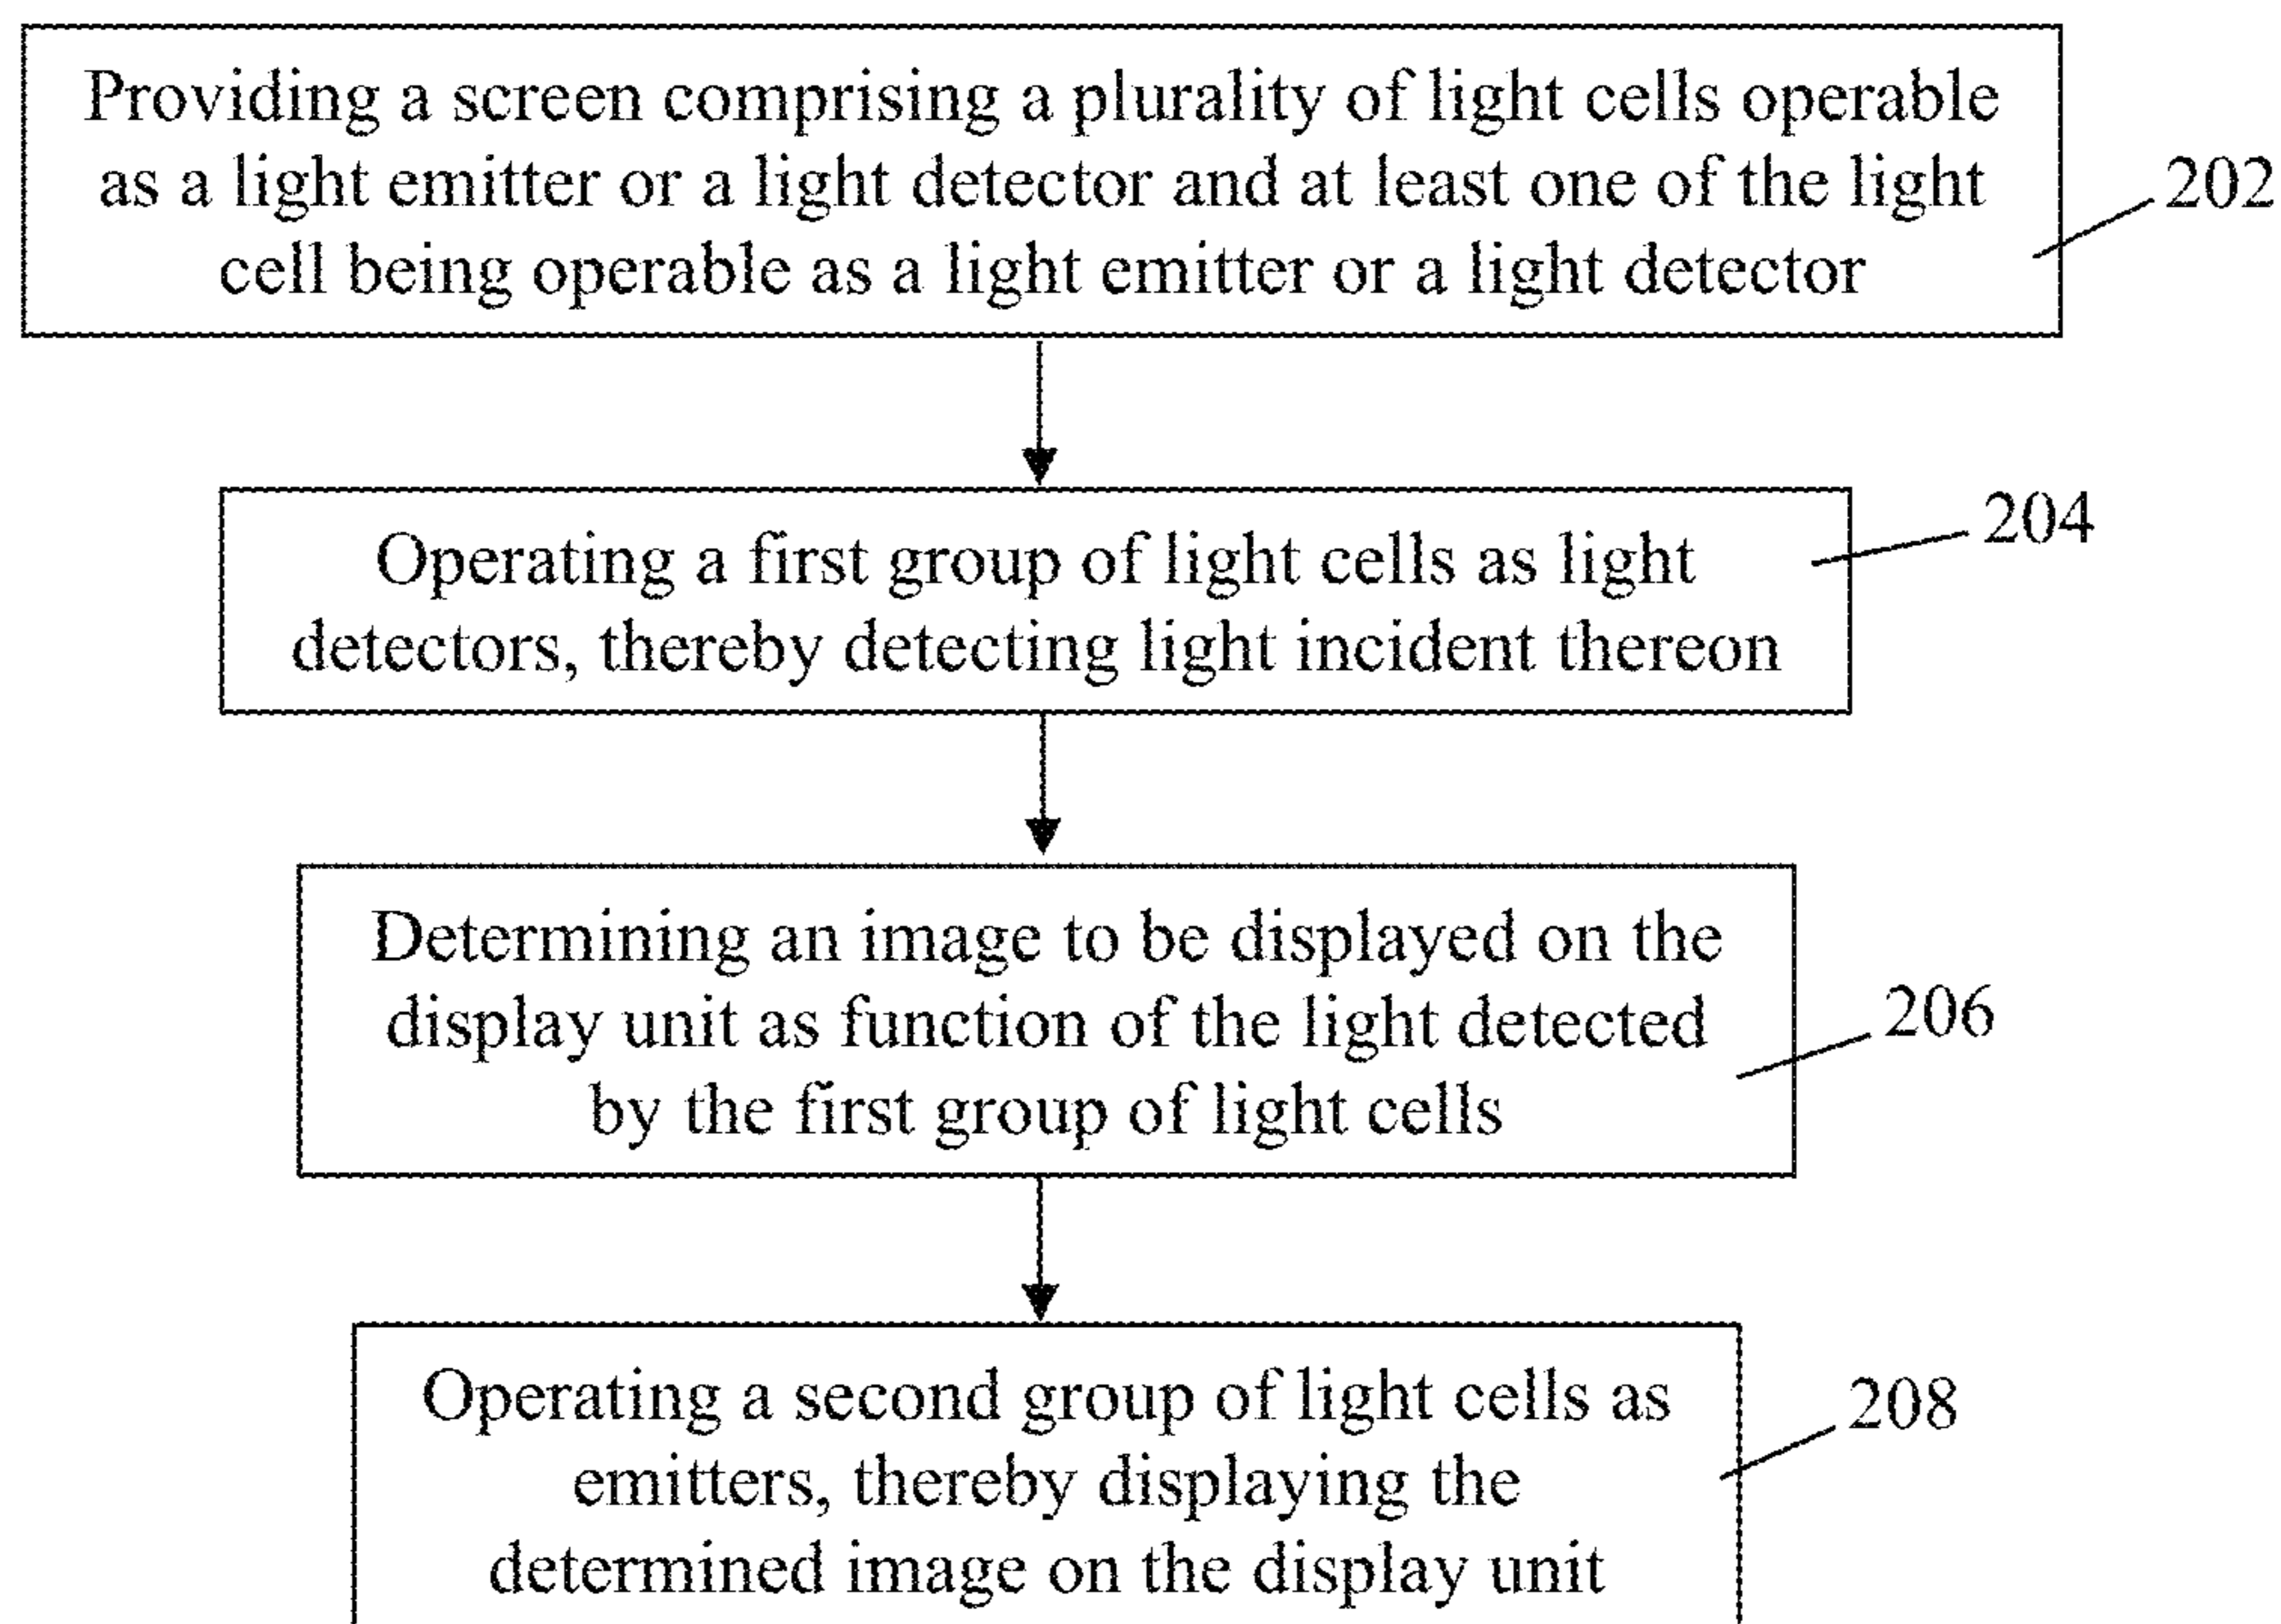 Providing a screen comprising a plurality of light cells operable
as a light emitter or a light detector and at least one of the light
cell being operable as a light emitter or a light detector
202
Operating a first group of light cells as light
detectors, thereby detecting light incident thereon
204
Determining an image to be displayed on the
display unit as function of the light detected
by the first group of light cells
206
Operating a second group of light cells as
emitters, thereby displaying the
determined image on the display unit
208